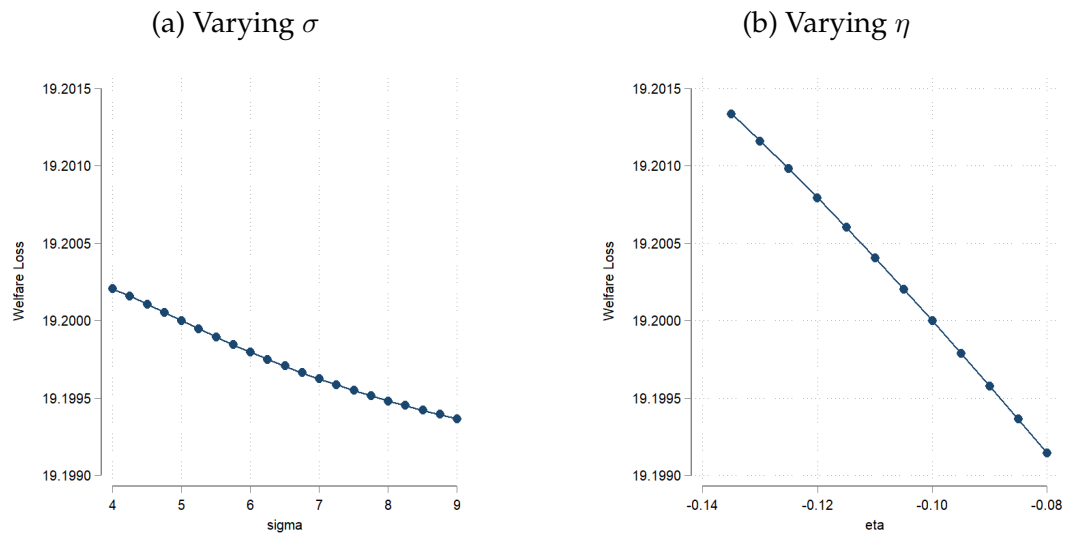 (a) Varying σ
19.2015
19.2010
19.2005
19.2000
19.1995
19.1990
Welfare Loss
4 5 6 7 8 9
sigma
(b) Varying η
19.2015
19.2010
19.2005
19.2000
19.1995
19.1990
Welfare Loss
-0.14 -0.12 -0.10 -0.08
eta